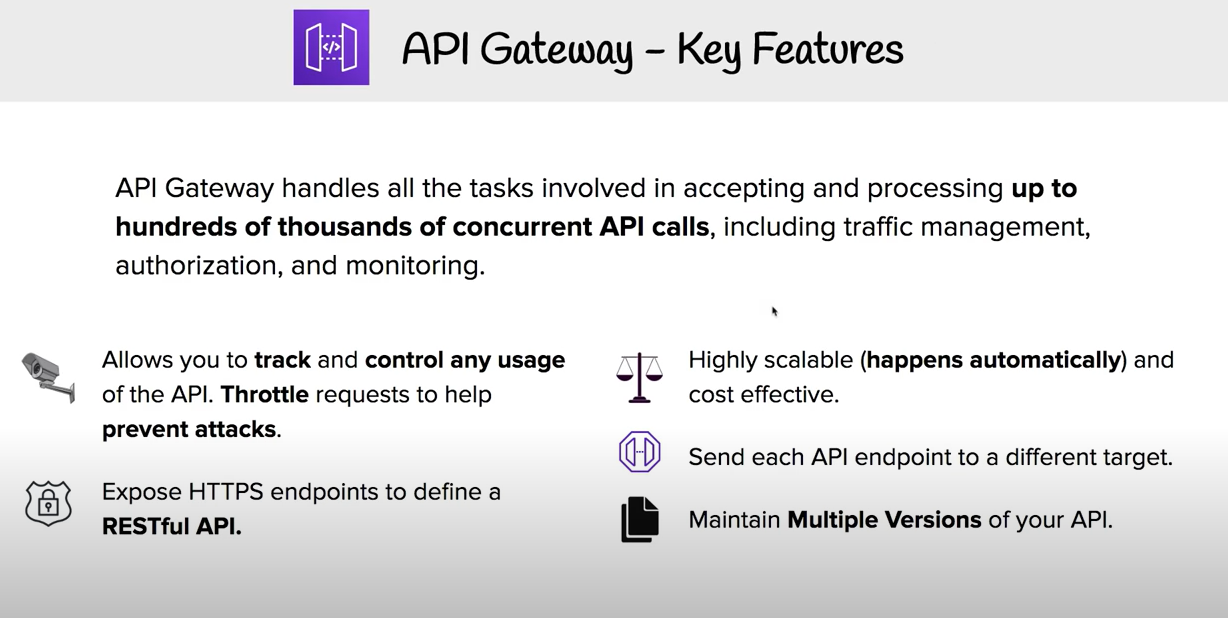 API Gateway – Key Features
API Gateway handles all the tasks involved in accepting and processing up to
hundreds of thousands of concurrent API calls, including traffic management,
authorization, and monitoring.
Allows you to track and control any usage
of the API. Throttle requests to help
prevent attacks.
Expose HTTPS endpoints to define a
RESTful API.
Highly scalable (happens automatically) and
cost effective.
Send each API endpoint to a different target.
Maintain Multiple Versions of your API.